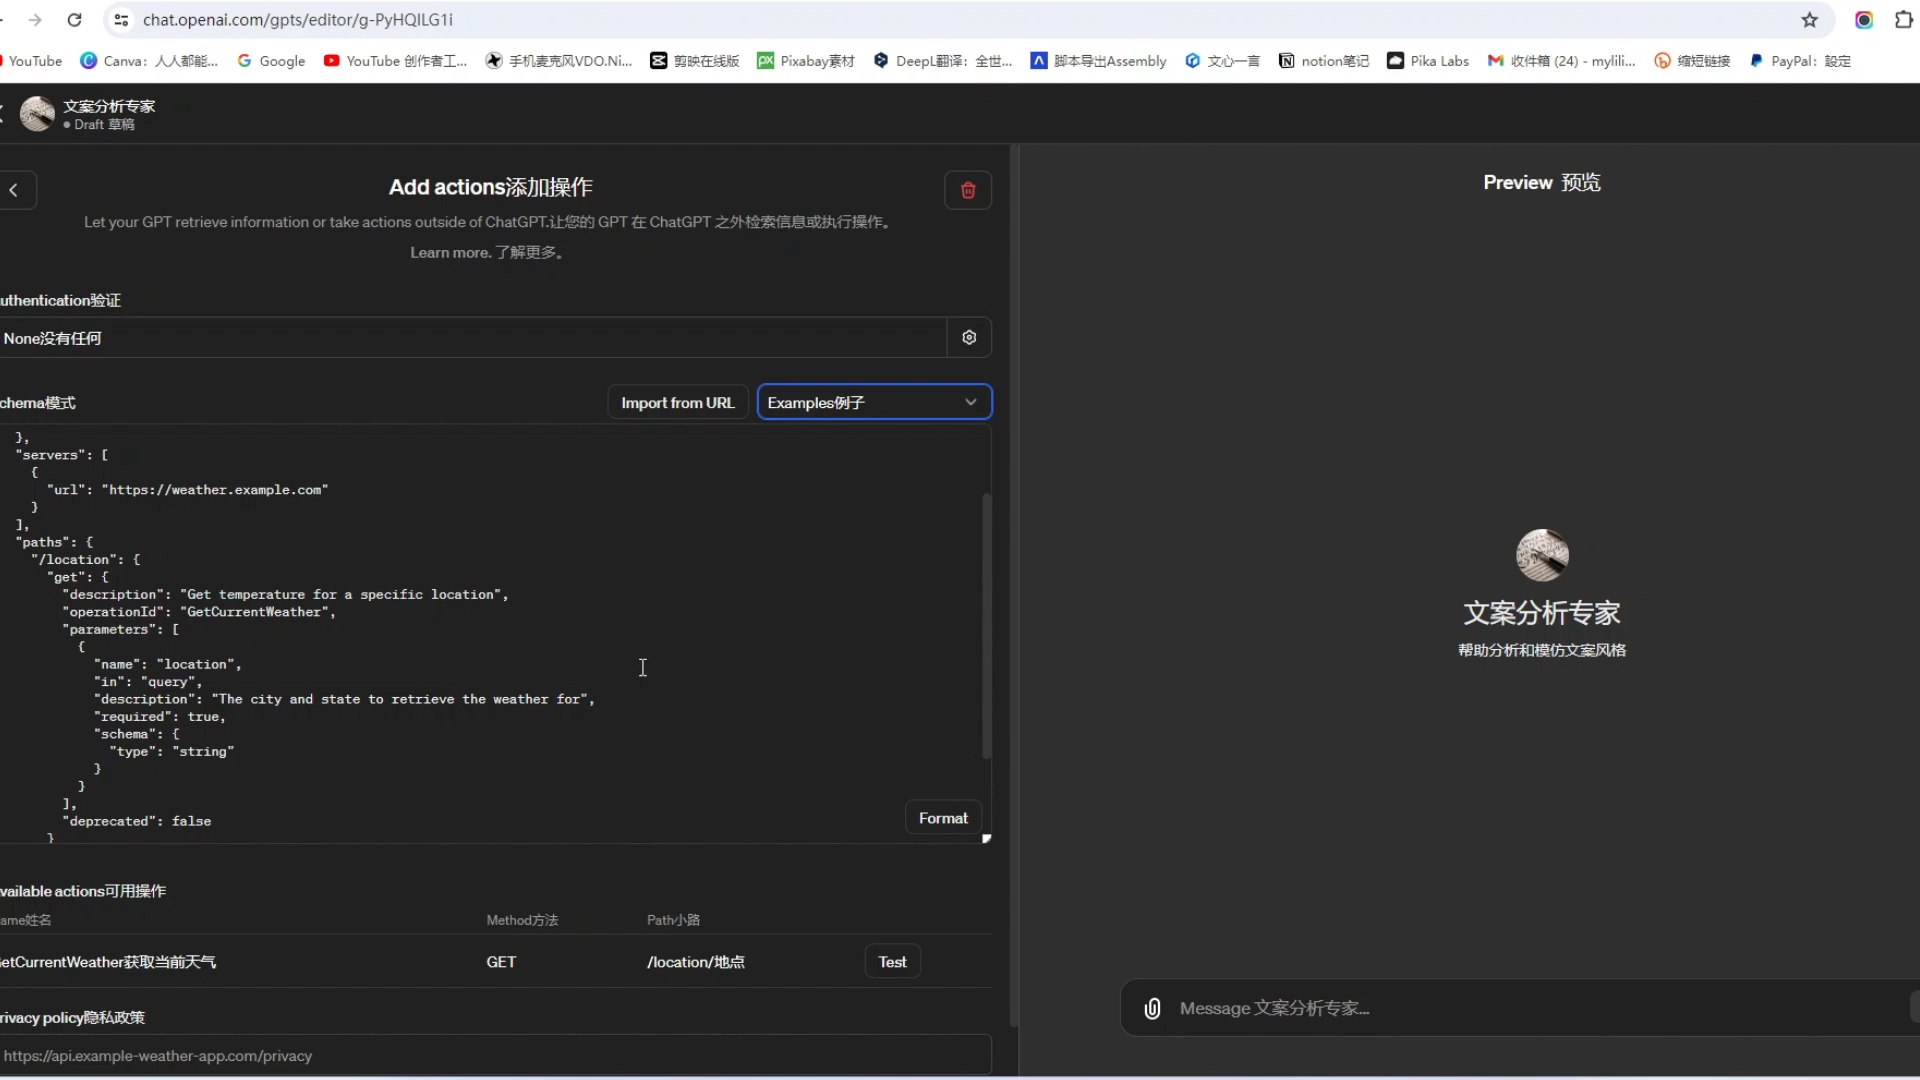 chat.openai.com/gpts/editor/g-PyHQILG1i
YouTube Canva：人人都能... Google YouTube 创作者工... 手机麦克风VDO.Ni... 剪映在线版 Pixabay素材 DeepL翻译：全世... 脚本导出Assembly 文心一言 notion笔记 Pika Labs 收件箱 (24) - mylili... 缩短链接 PayPal：設定
文案分析专家
Draft 草稿
Add actions添加操作
Let your GPT retrieve information or take actions outside of ChatGPT.让您的 GPT 在 ChatGPT 之外检索信息或执行操作。
Learn more. 了解更多。
uthentication验证
None没有任何
chema模式
Import from URL
Examples例子
},
"servers": [
{
"url": "https://weather.example.com"
}
],
"paths": {
"/location": {
"get": {
"description": "Get temperature for a specific location",
"operationId": "GetCurrentWeather",
"parameters": [
{
"name": "location",
"in": "query",
"description": "The city and state to retrieve the weather for",
"required": true,
"schema": {
"type": "string"
}
}
],
"deprecated": false
}
Format
vailable actions可用操作
ame姓名 Method方法 Path小路
etCurrentWeather获取当前天气 GET /location/地点 Test
rivacy policy隐私政策
https://api.example-weather-app.com/privacy
Preview 预览
文案分析专家
帮助分析和模仿文案风格
Message 文案分析专家...